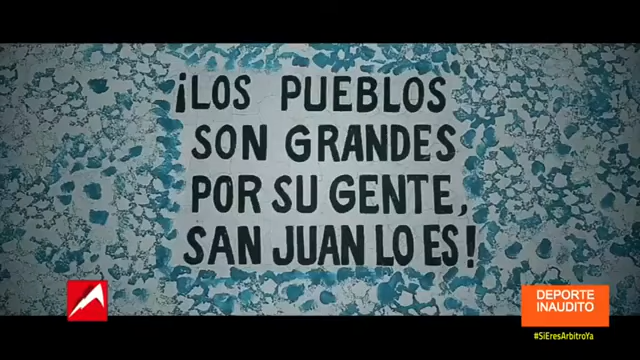 ¡LOS PUEBLOS
SON GRANDES
POR SU GENTE,
SAN JUAN LO ES!
DEPORTE
INAUDITO
#SiEresArbitroYa